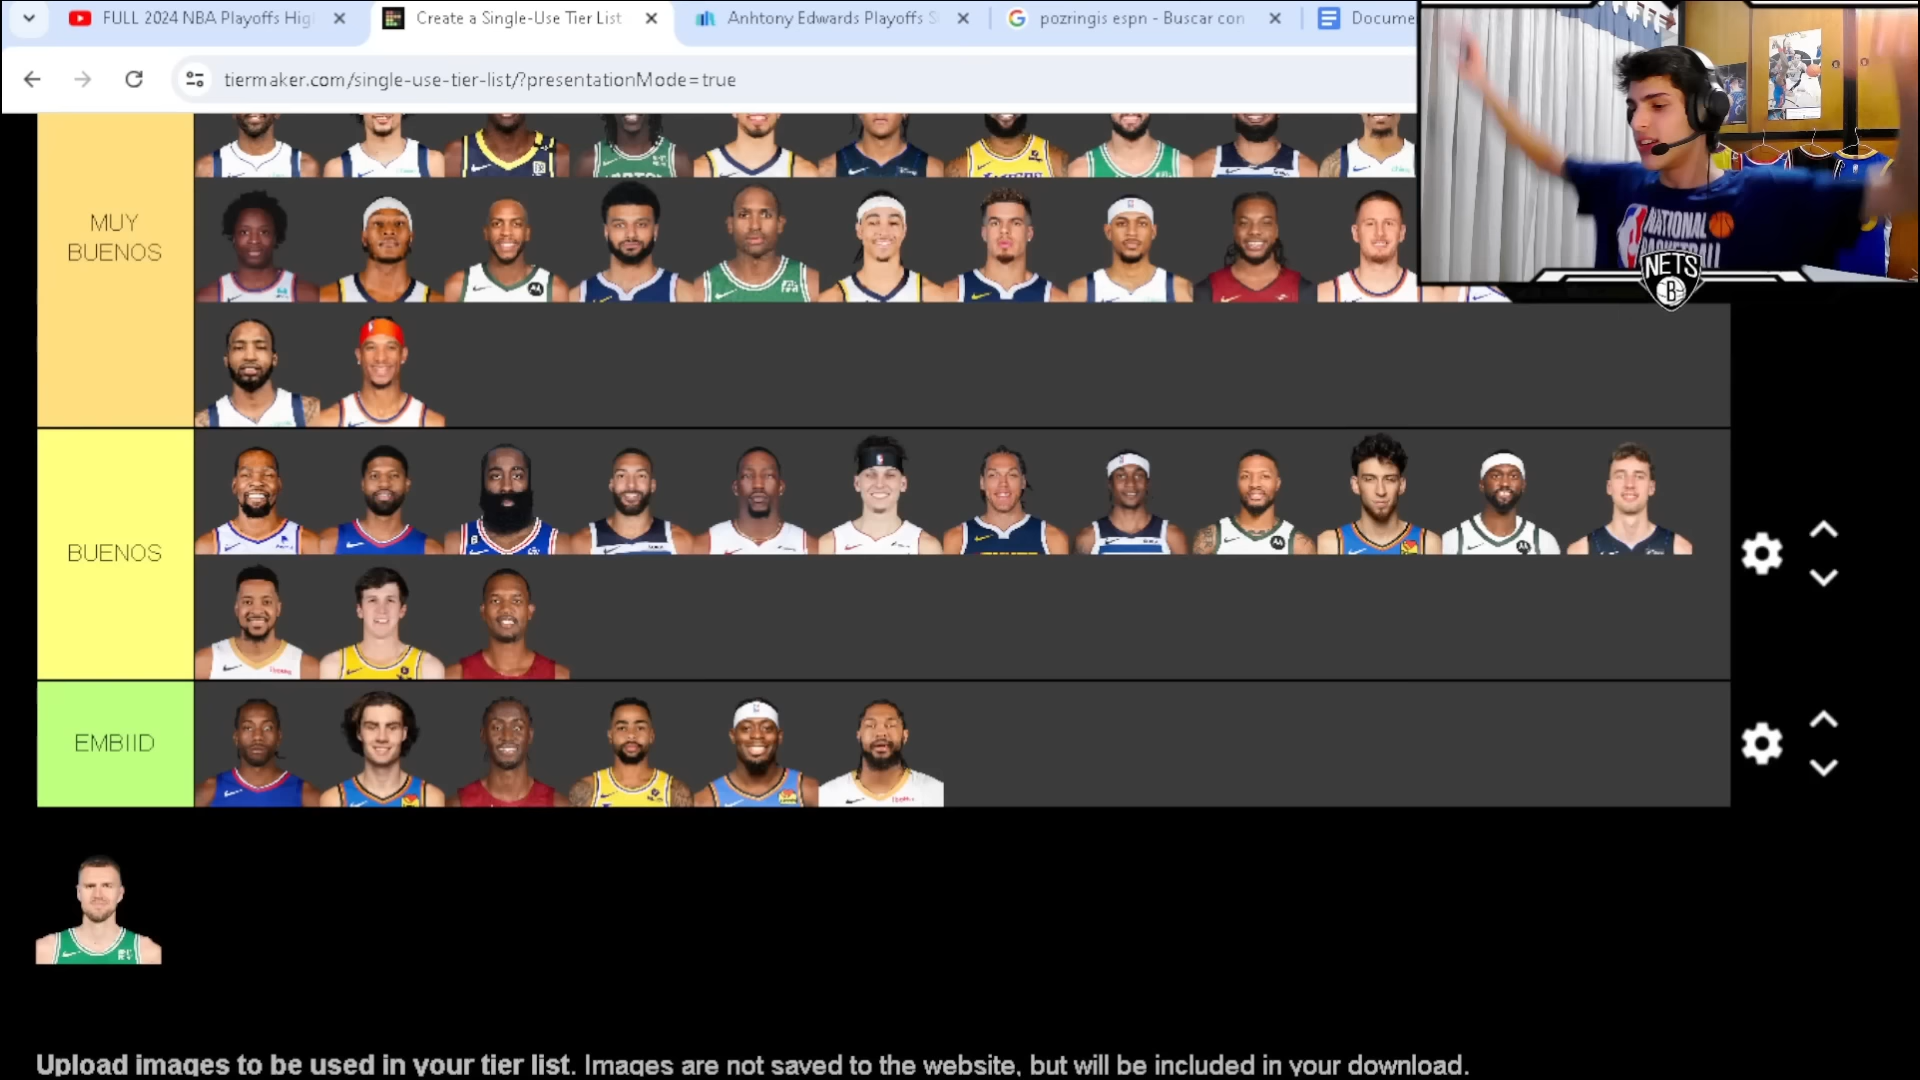 FULL 2024 NBA Playoffs Hig
Create a Single-Use Tier List
Anhtony Edwards Playoffs S
pozringis espn - Buscar con
Docume
tiermaker.com/single-use-tier-list/?presentationMode=true
NATIONAL
BASKETBALL
NETS
B
MUY
BUENOS
BUENOS
EMBIID
Upload images to be used in your tier list. Images are not saved to the website, but will be included in your download.